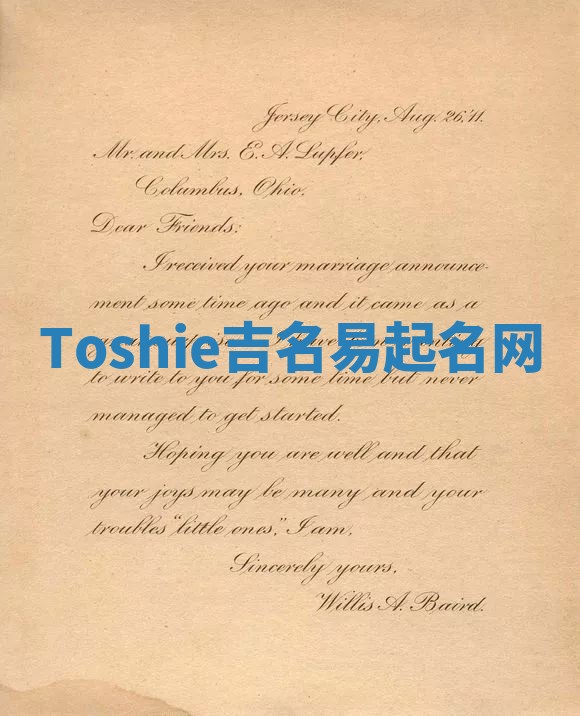 Jersey City, Aug. 26, '11.
Mr. and Mrs. E. A. Lupfer,
Columbus, Ohio.
Dear Friends:
I received your marriage announce-
ment some time ago and it came as a
Toshie吉名易起名网
to write to you for some time but never
managed to get started.
Hoping you are well and that
your joys may be many and your
troubles "little ones," I am,
Sincerely yours,
Willis A. Baird.